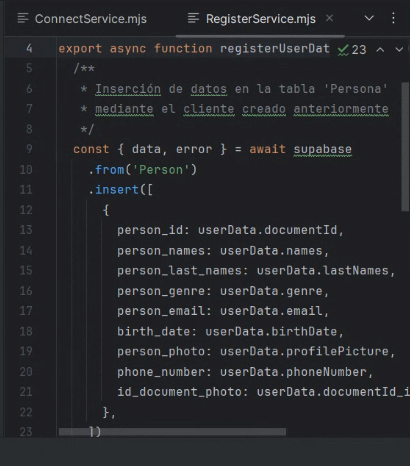 ConnectService.mjs
RegisterService.mjs
23
4 export async function registerUserDat
5 /**
6 * Inserción de datos en la tabla 'Persona'
7 * mediante el cliente creado anteriormente
8 */
9 const { data, error } = await supabase
10 .from('Person')
11 .insert([
12 {
13 person_id: userData.documentId,
14 person_names: userData.names,
15 person_last_names: userData.lastNames,
16 person_genre: userData.genre,
17 person_email: userData.email,
18 birth_date: userData.birthDate,
19 person_photo: userData.profilePicture,
20 phone_number: userData.phoneNumber,
21 id_document_photo: userData.documentId_i
22 },
23 ])